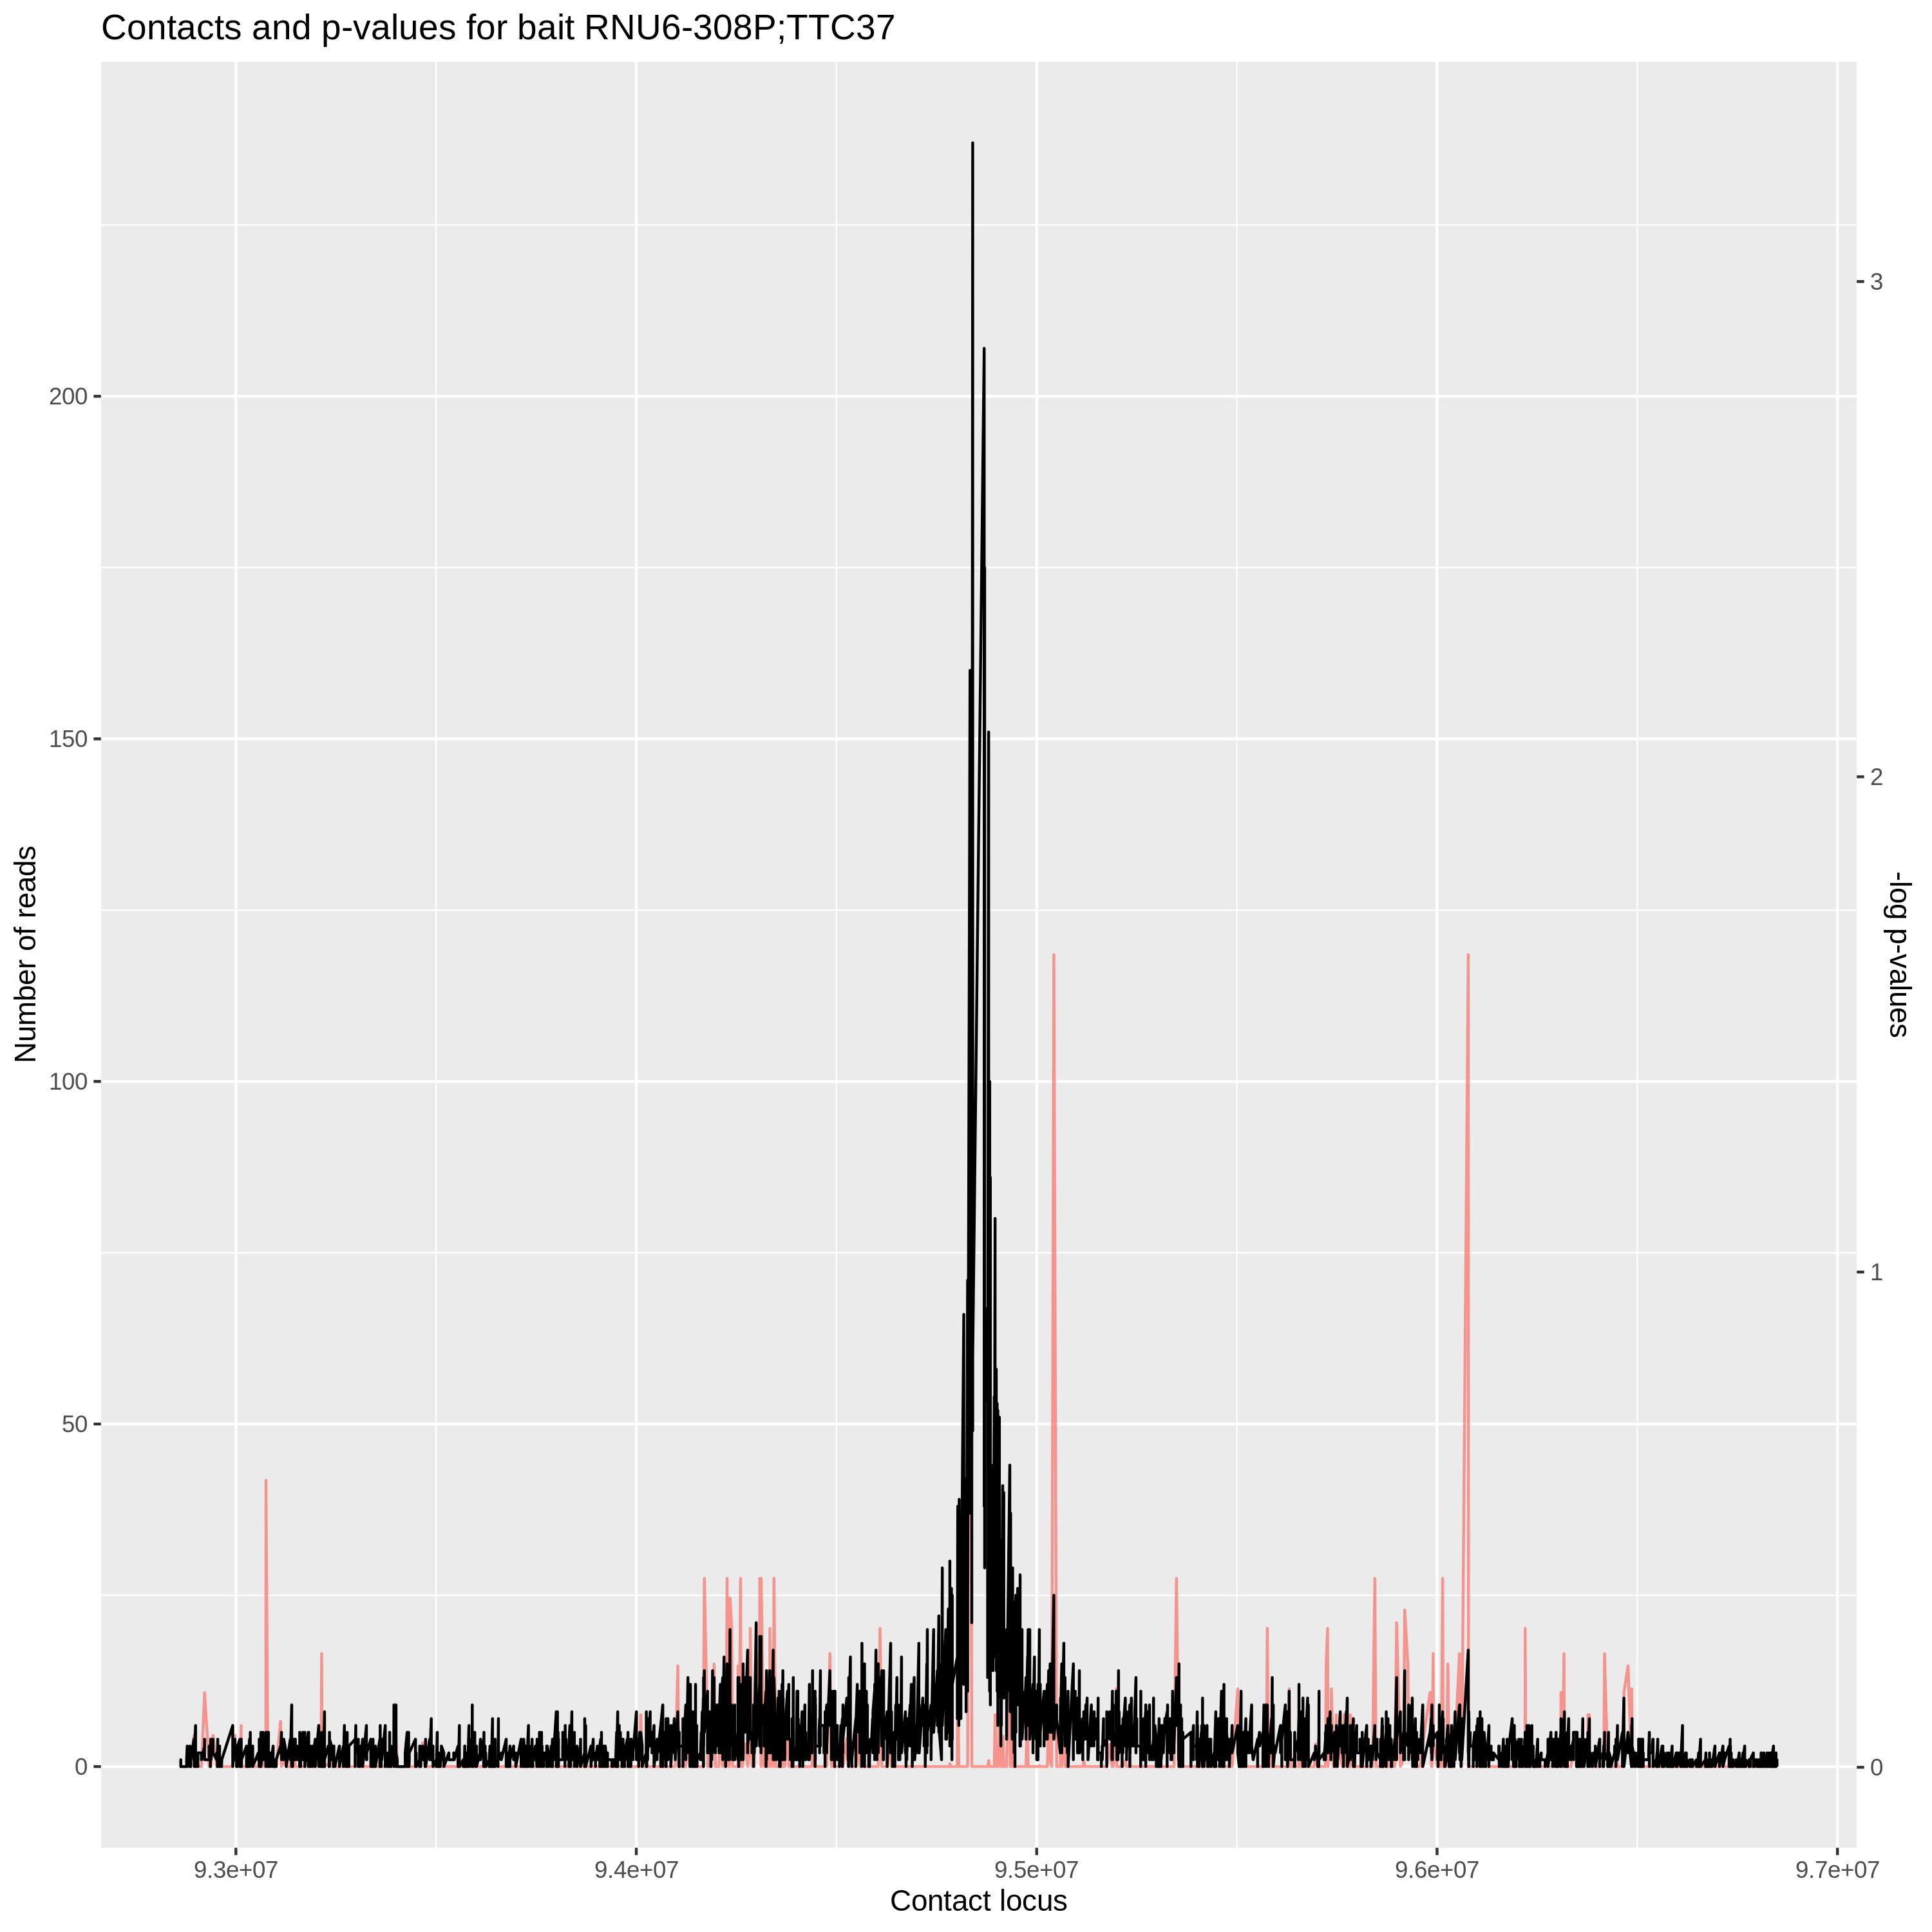 Contacts and p-values for bait RNU6-308P;TTC37
200
150
100
50
0
Number of reads
3
2
1
0
-log p-values
9.3e+07
9.4e+07
9.5e+07
9.6e+07
9.7e+07
Contact locus